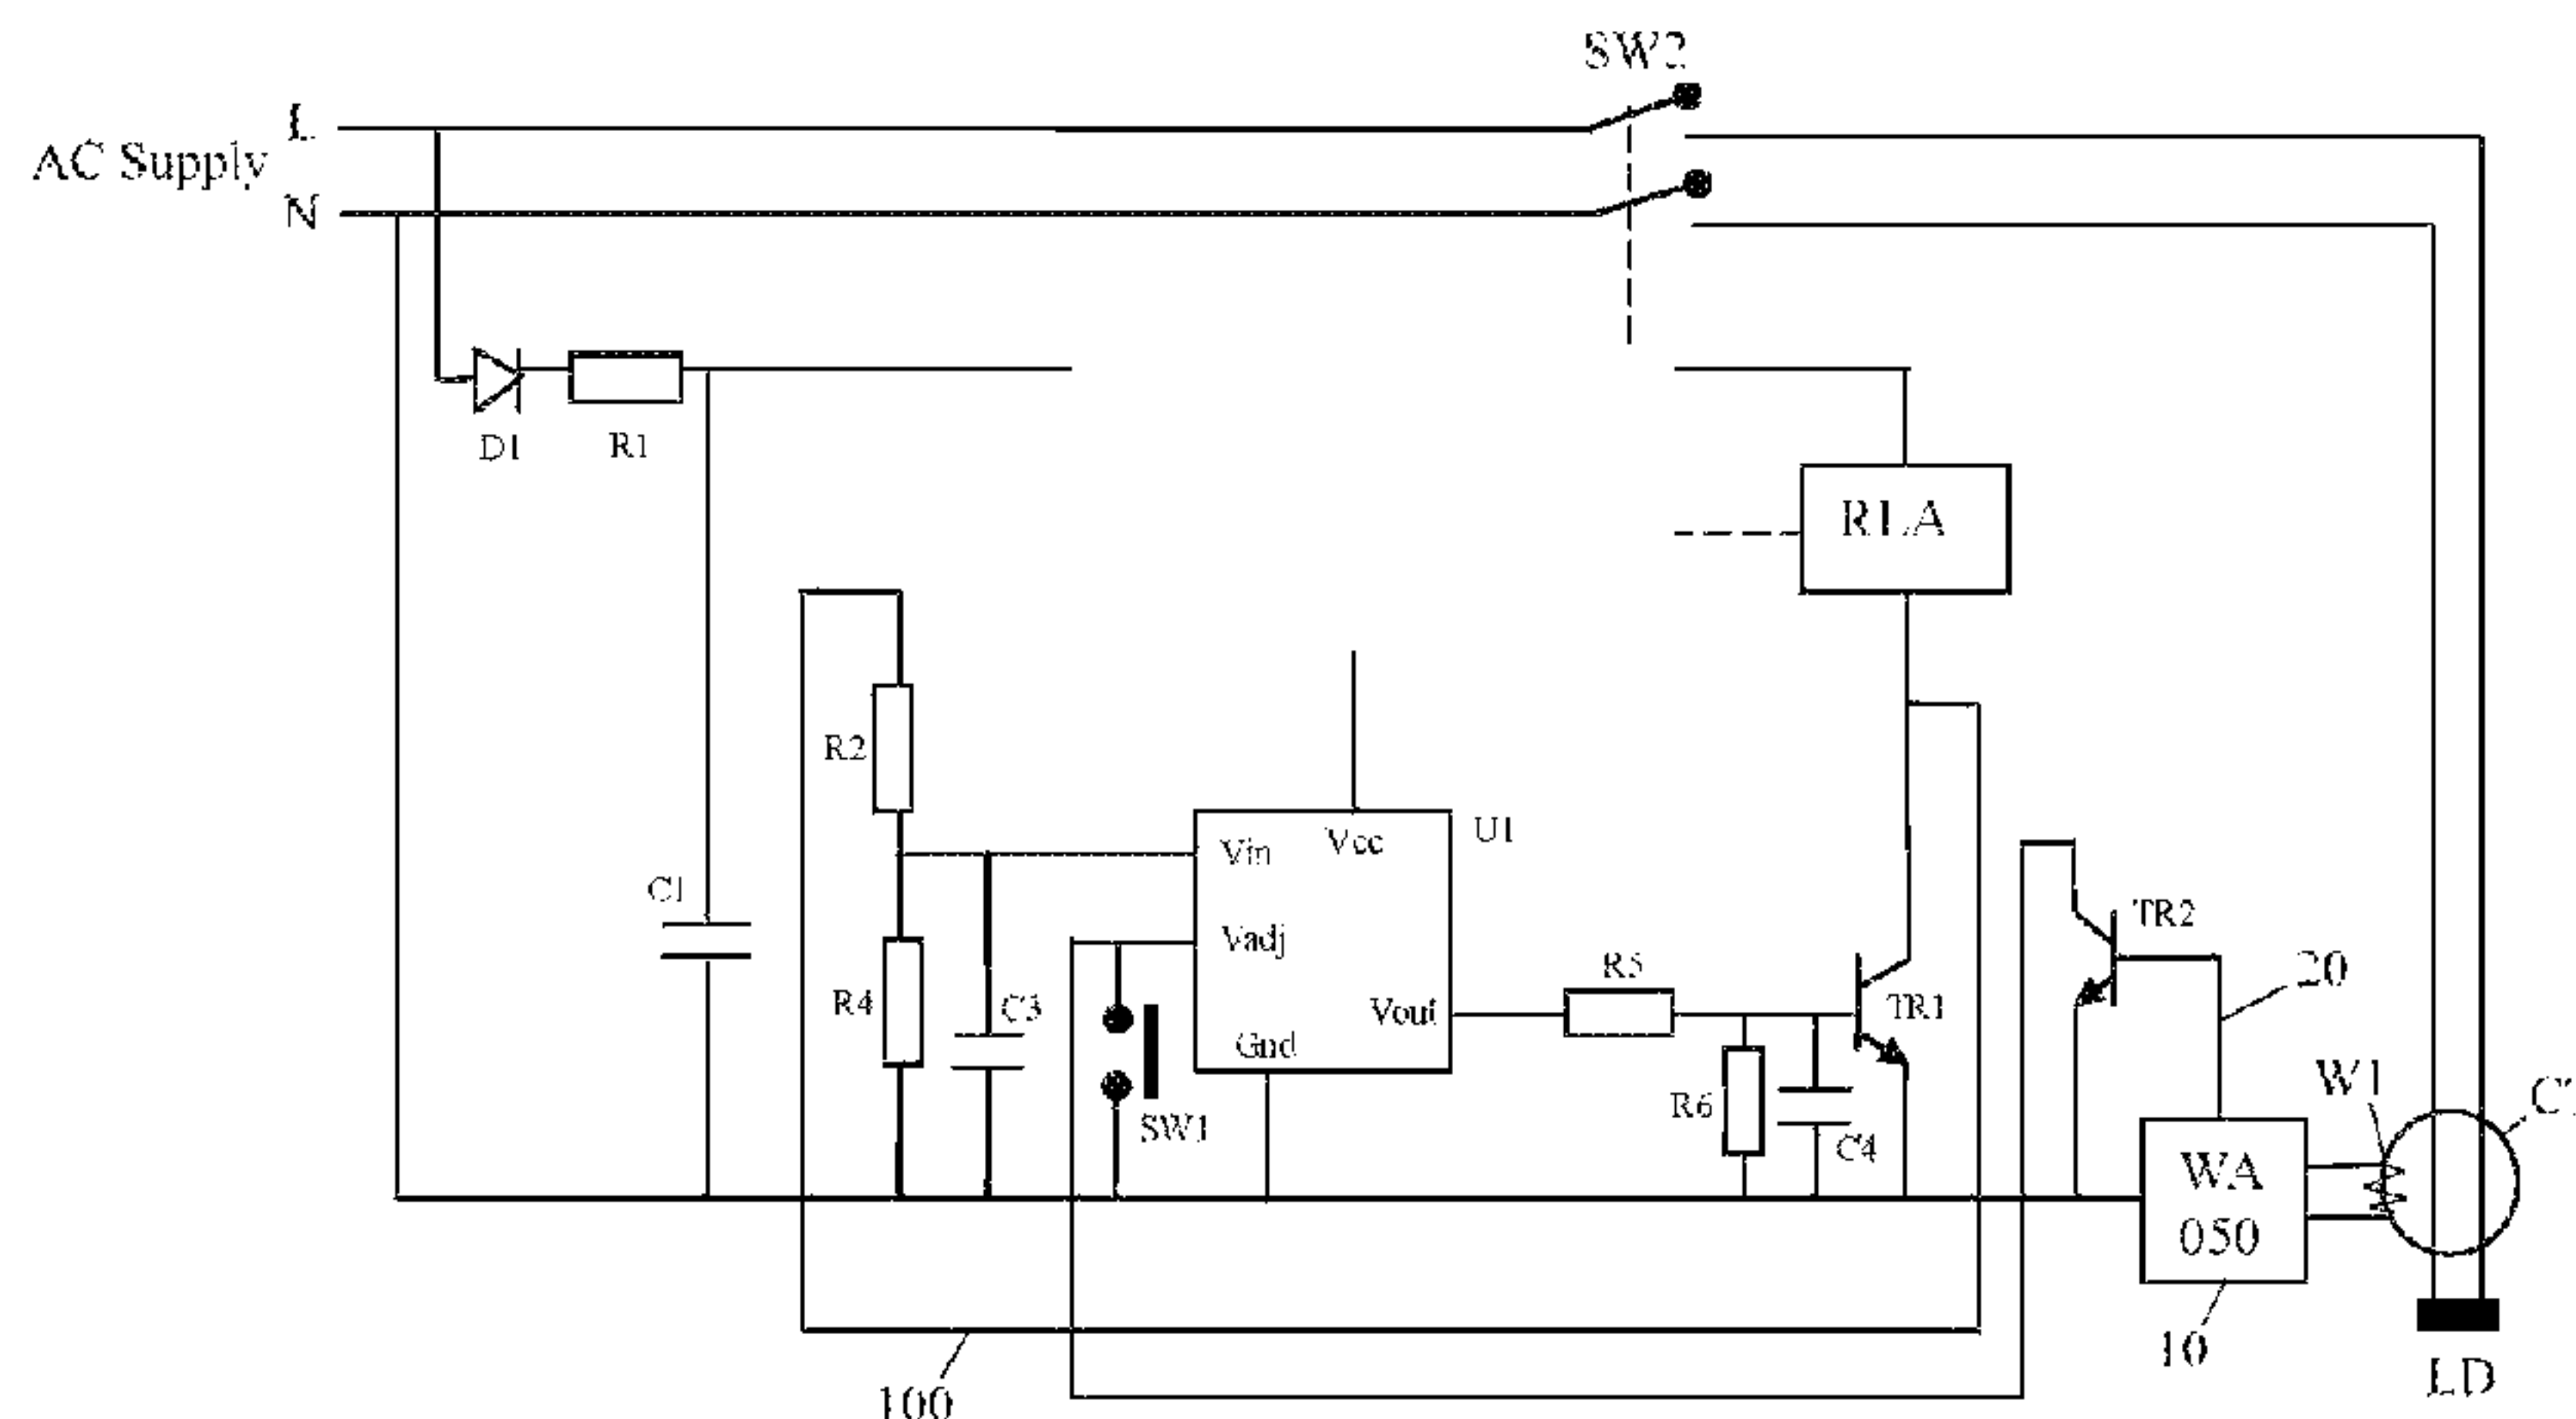 SW2
L
AC Supply
N
D1
R1
RLA
R2
U1
Vin
Vcc
C1
TR2
Vadj
20
R5
R4
C3
Vout
TR1
Gnd
W1
R6
SW1
C4
WA
050
10
LD
100